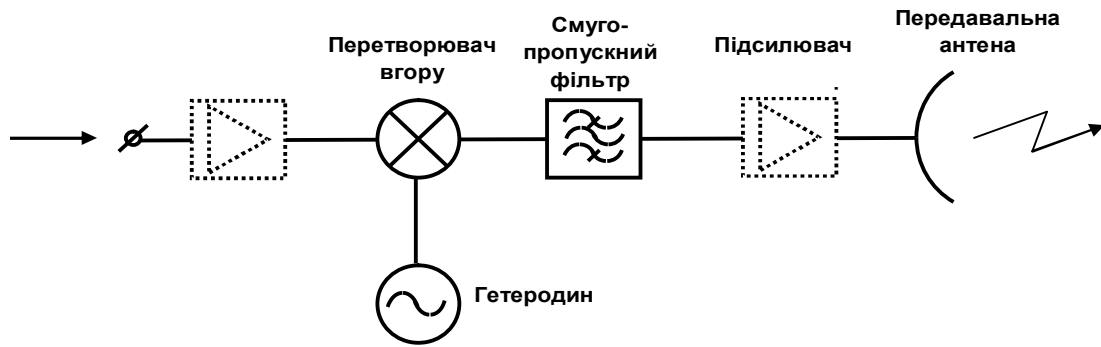 Перетворювач
вгору
Смуго-
пропускний
фільтр
Підсилювач
Передавальна
антена
Гетеродин